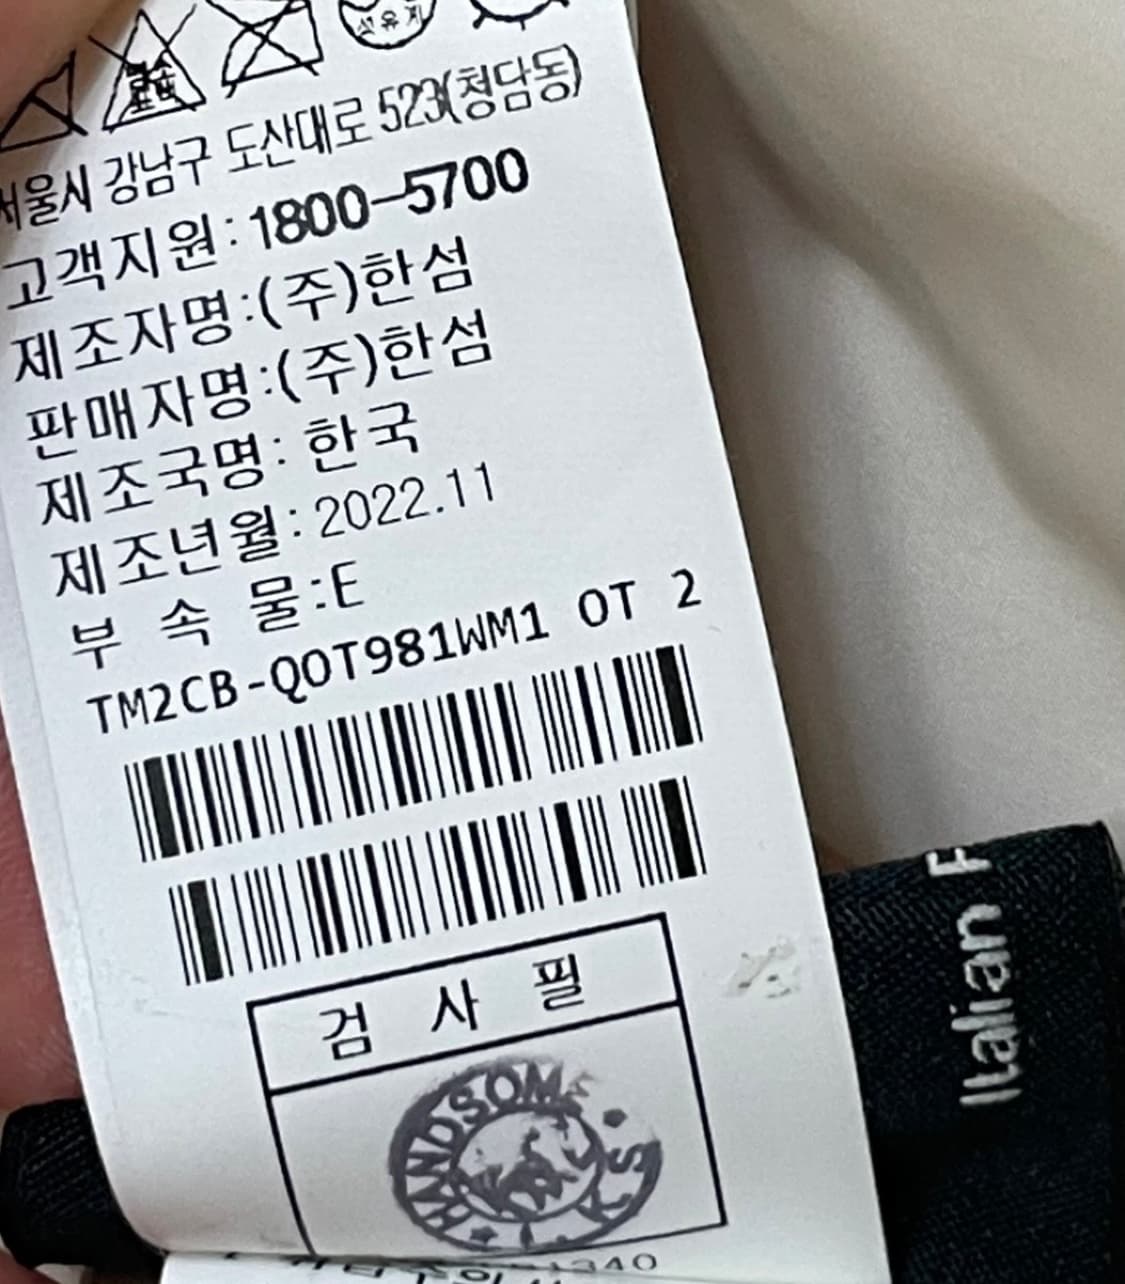 석유계
서울시 강남구 도산대로 523(청담동)
고객지원:1800-5700
제조자명:(주)한섬
판매자명:(주)한섬
제조국명: 한국
제조년월:2022.11
부 속 물:E
TM2CB-QOT981WM1 OT 2
검 사 필
HANDSOME
Italian F